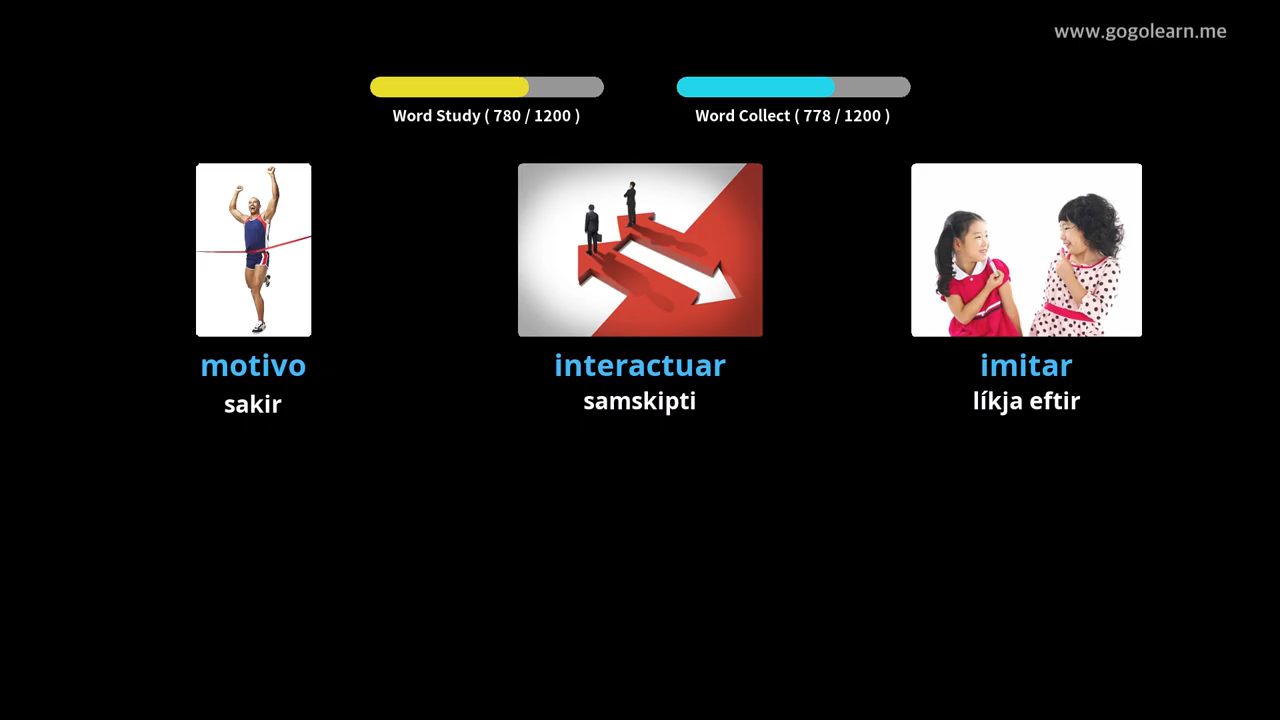 www.gogolearn.me
Word Study ( 780 / 1200 )
Word Collect ( 778 / 1200 )
motivo
interactuar
imitar
sakir
samskipti
líkja eftir